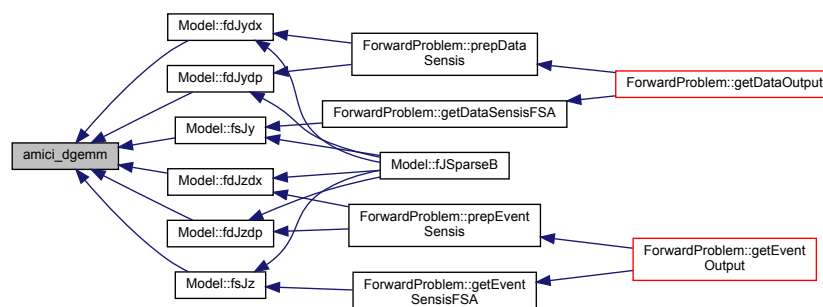 amici_dgemm
Model::fdJydx
Model::fdJydp
Model::fsJy
Model::fdJzdx
Model::fdJzdp
Model::fsJz
ForwardProblem::prepData
Sensis
ForwardProblem::getDataSensisFSA
Model::fJSparseB
ForwardProblem::prepEvent
Sensis
ForwardProblem::getEvent
SensisFSA
ForwardProblem::getDataOutput
ForwardProblem::getEvent
Output